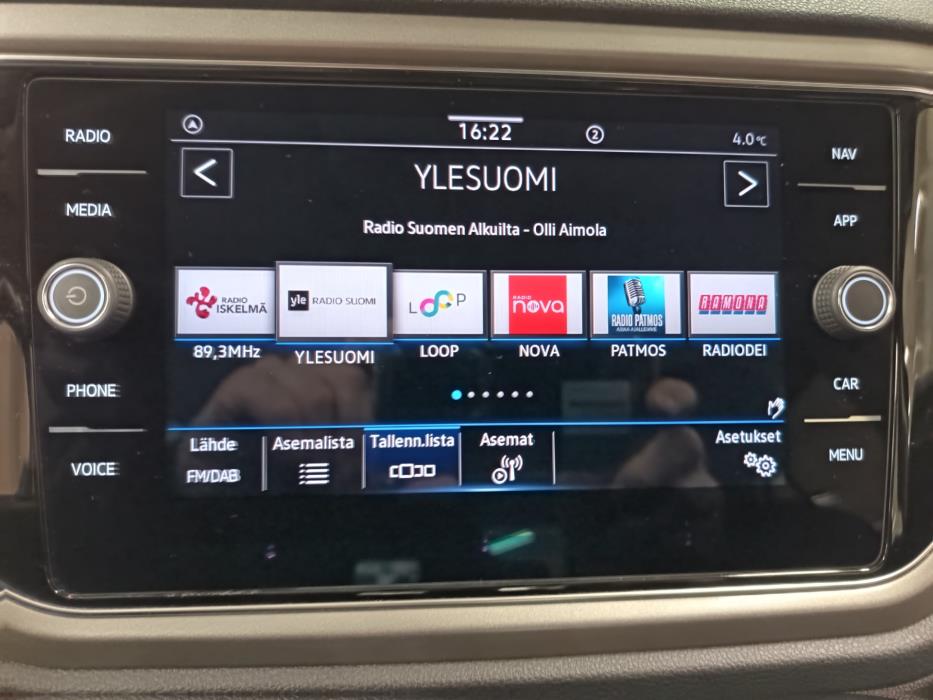 RADIO
MEDIA
PHONE
VOICE
16:22
2
4.0°C
<
YLESUOMI
>
Radio Suomen Alkuilta - Olli Aimola
RADIO ISKELMÄ
yle RADIO SUOMI
LOOP
RADIO NOVA
RADIO PATMOS
RAMONA
89,3MHz
YLESUOMI
LOOP
NOVA
PATMOS
RADIODEI
Lähde
FM/DAB
Asemalista
Tallenn.lista
Asemat
Asetukset
NAV
APP
CAR
MENU